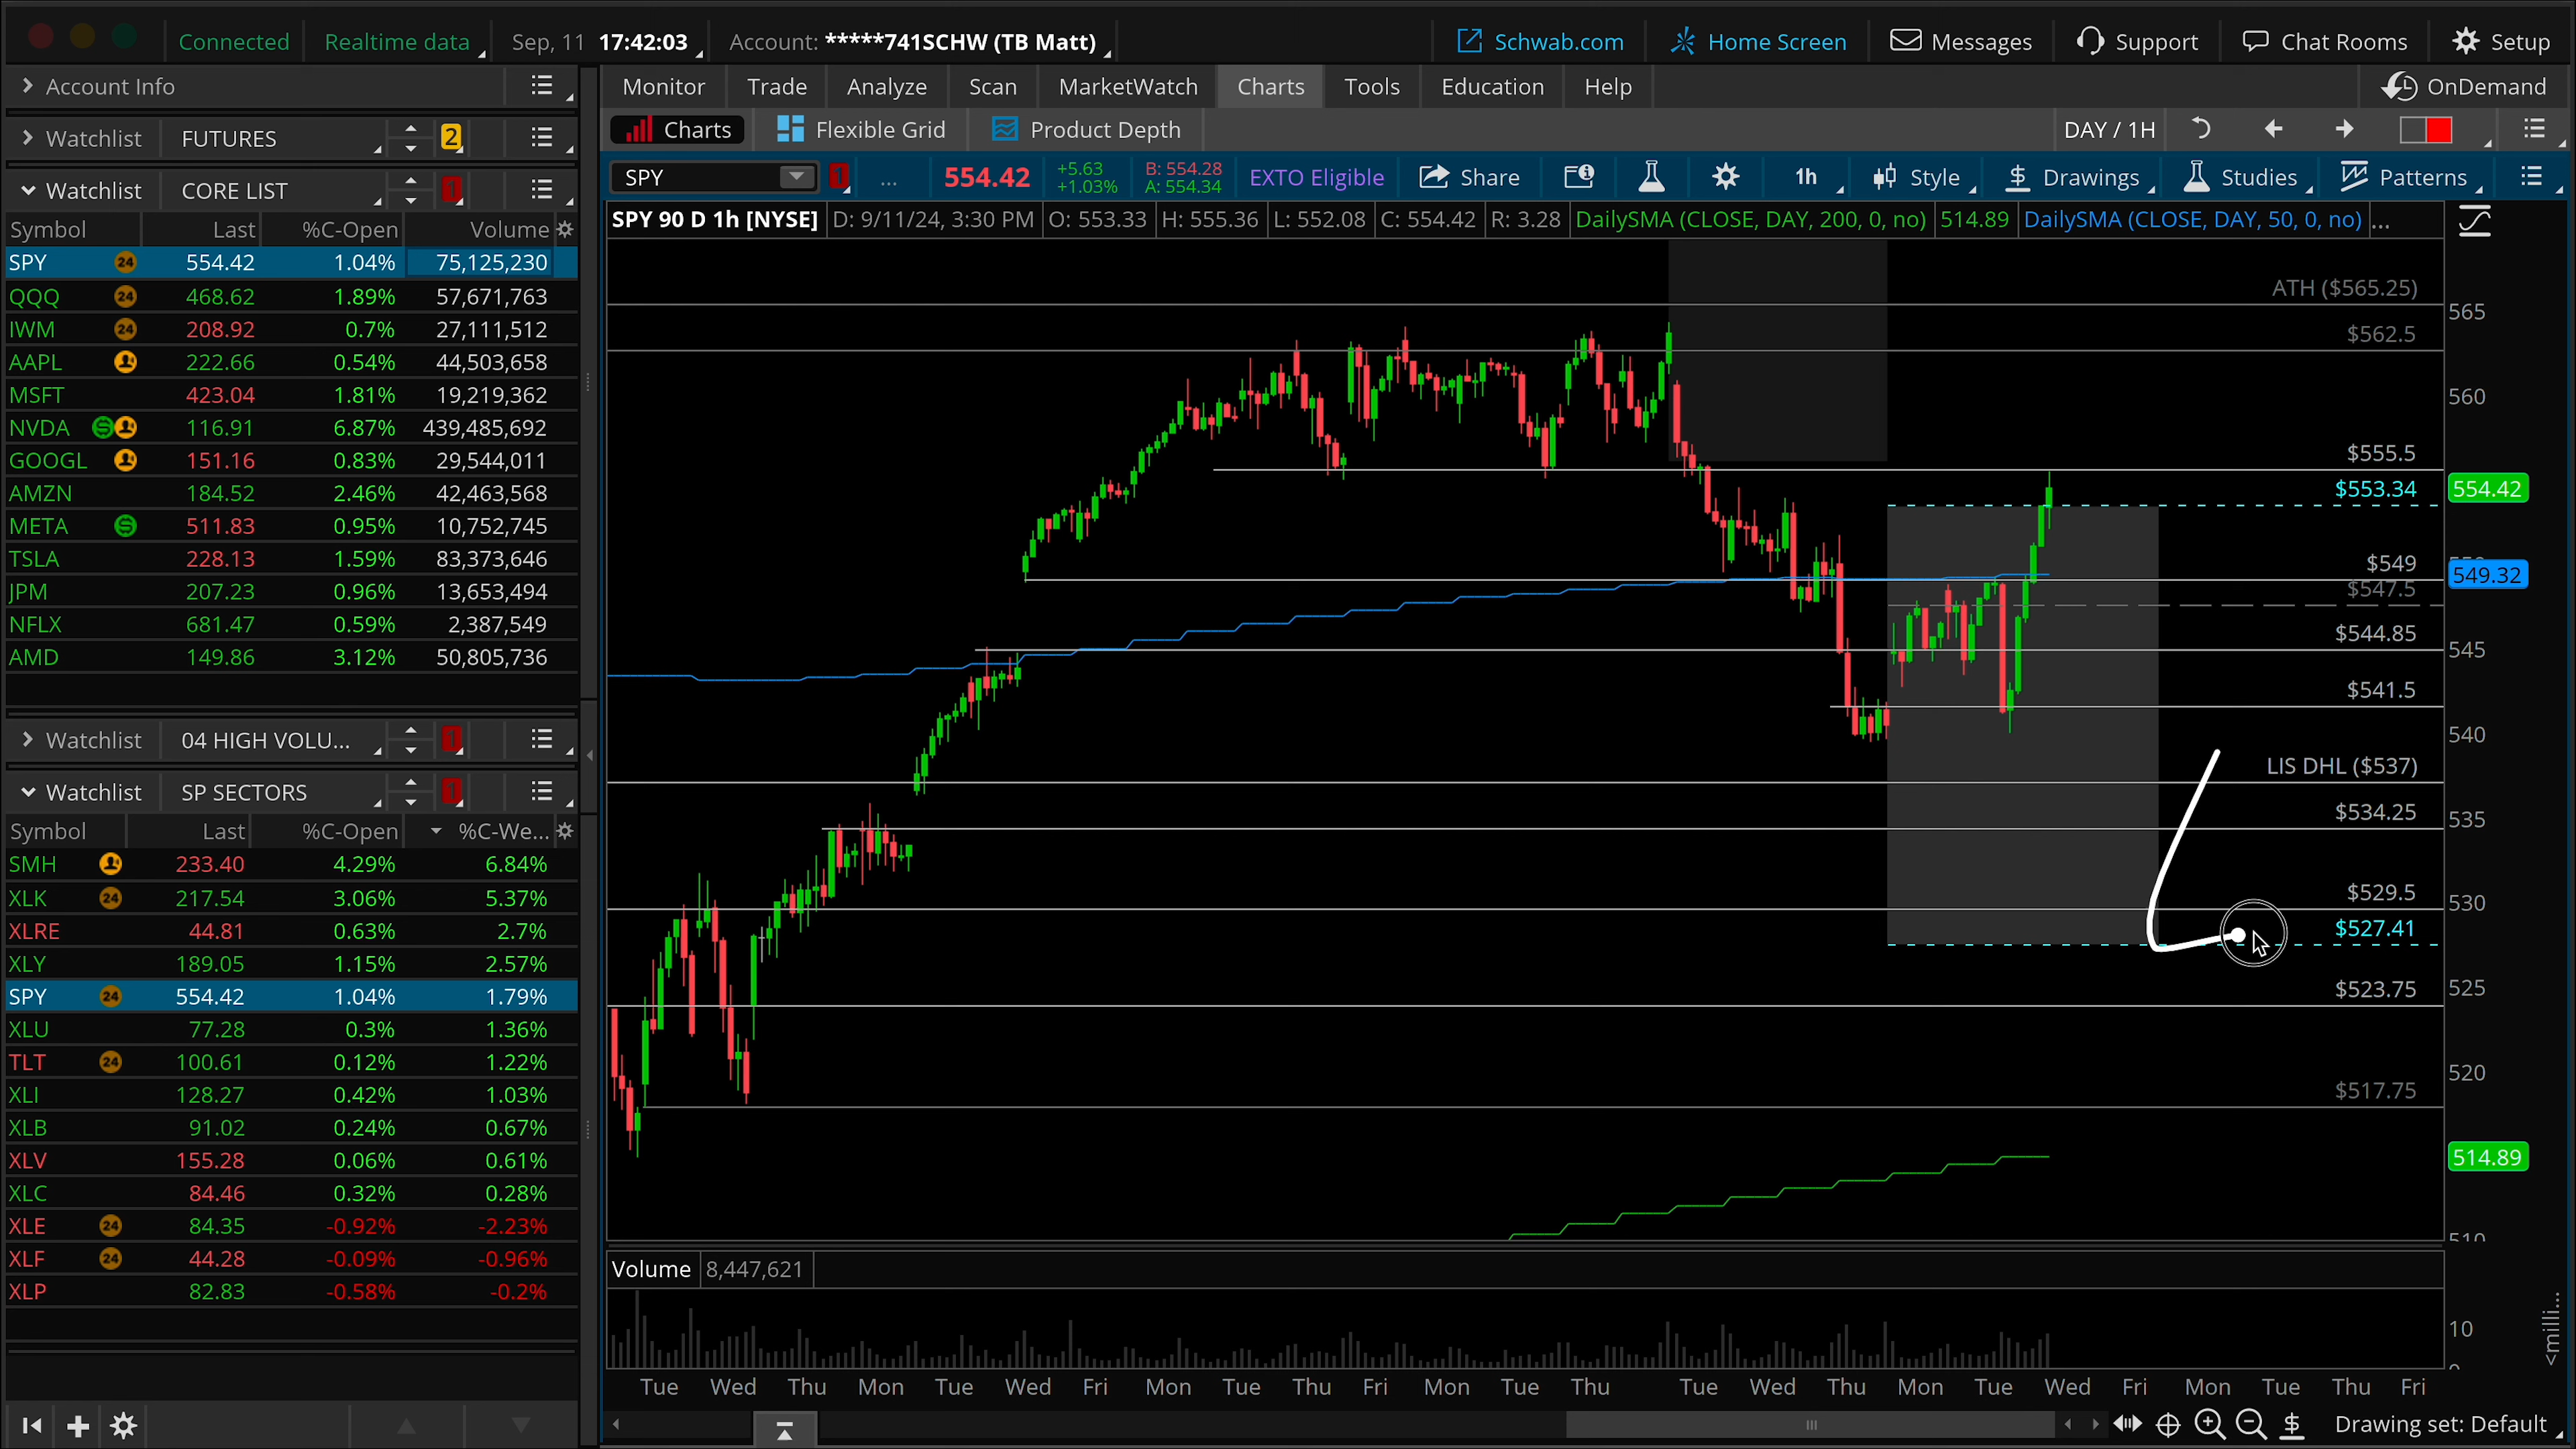 Connected Realtime data Sep, 11 17:42:03 Account: *****741SCHW (TB Matt) Schwab.com Home Screen Messages Support Chat Rooms Setup
Account Info
Monitor Trade Analyze Scan MarketWatch Charts Tools Education Help OnDemand
Watchlist FUTURES 2
Charts Flexible Grid Product Depth DAY / 1H
Watchlist CORE LIST 1
SPY 1 ... 554.42 +5.63 +1.03% B: 554.28 A: 554.34 EXTO Eligible Share 1h Style Drawings Studies Patterns
SPY 90 D 1h [NYSE] D: 9/11/24, 3:30 PM O: 553.33 H: 555.36 L: 552.08 C: 554.42 R: 3.28 DailySMA (CLOSE, DAY, 200, 0, no) 514.89 DailySMA (CLOSE, DAY, 50, 0, no) ...
Symbol Last %C-Open Volume
SPY 24 554.42 1.04% 75,125,230
QQQ 24 468.62 1.89% 57,671,763
IWM 24 208.92 0.7% 27,111,512
AAPL 222.66 0.54% 44,503,658
MSFT 423.04 1.81% 19,219,362
NVDA S 116.91 6.87% 439,485,692
GOOGL 151.16 0.83% 29,544,011
AMZN 184.52 2.46% 42,463,568
META S 511.83 0.95% 10,752,745
TSLA 228.13 1.59% 83,373,646
JPM 207.23 0.96% 13,653,494
NFLX 681.47 0.59% 2,387,549
AMD 149.86 3.12% 50,805,736
Watchlist 04 HIGH VOLU... 1
Watchlist SP SECTORS 1
Symbol Last %C-Open %C-We...
SMH 233.40 4.29% 6.84%
XLK 24 217.54 3.06% 5.37%
XLRE 44.81 0.63% 2.7%
XLY 189.05 1.15% 2.57%
SPY 24 554.42 1.04% 1.79%
XLU 77.28 0.3% 1.36%
TLT 24 100.61 0.12% 1.22%
XLI 128.27 0.42% 1.03%
XLB 91.02 0.24% 0.67%
XLV 155.28 0.06% 0.61%
XLC 84.46 0.32% 0.28%
XLE 24 84.35 -0.92% -2.23%
XLF 24 44.28 -0.09% -0.96%
XLP 82.83 -0.58% -0.2%
ATH ($565.25)
565
$562.5
560
$555.5
$553.34 554.42
$549
549.32
$547.5
$544.85
545
$541.5
540
LIS DHL ($537)
$534.25
535
$529.5
530
$527.41
$523.75
525
520
$517.75
514.89
510
Volume 8,447,621
10
0
<milli...
Tue Wed Thu Mon Tue Wed Fri Mon Tue Thu Fri Mon Tue Thu Tue Wed Thu Mon Tue Wed Fri Mon Tue Thu Fri
Drawing set: Default